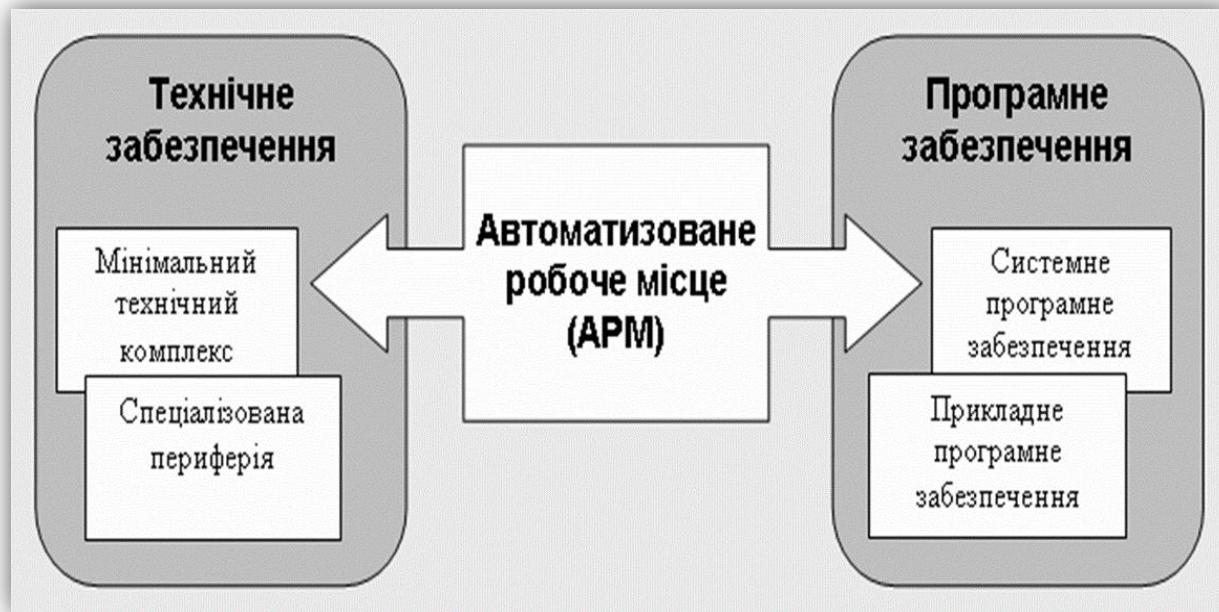 Технічне
забезпечення
Мінімальний
технічний
комплекс
Спеціалізована
периферія
Автоматизоване
робоче місце
(АРМ)
Програмне
забезпечення
Системне
програмне
забезпечення
Прикладне
програмне
забезпечення